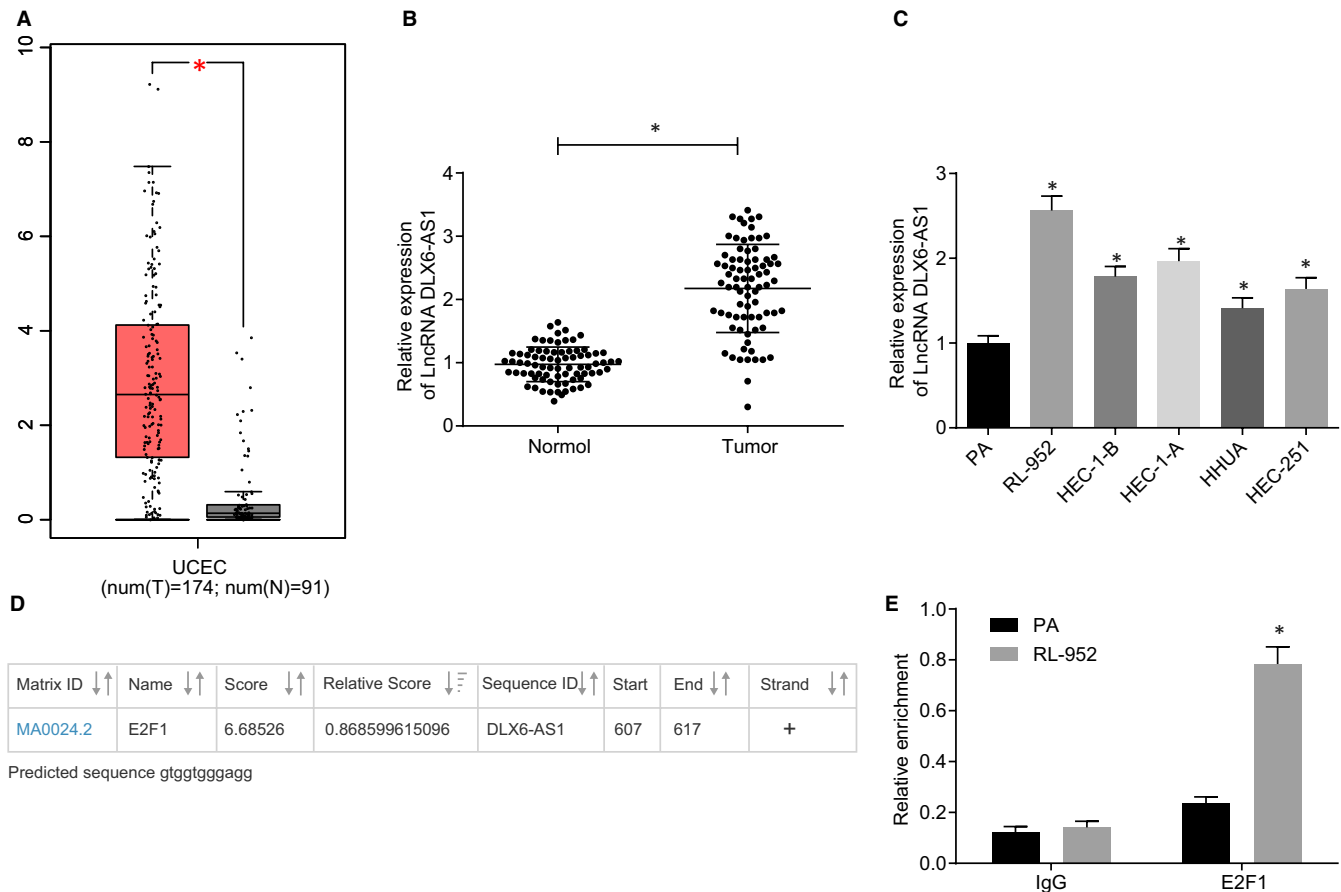 A
10
8
6
4
2
0
*
UCEC
(num(T)=174; num(N)=91)
B
*
Relative expression
of LncRNA DLX6-AS1
4
3
2
1
0
Normol
Tumor
C
Relative expression
of LncRNA DLX6-AS1
3
2
1
0
*
*
*
*
*
PA
RL-952
HEC-1-B
HEC-1-A
HHUA
HEC-251
D
Matrix ID Name Score Relative Score Sequence ID Start End Strand
MA0024.2 E2F1 6.68526 0.868599615096 DLX6-AS1 607 617 +
Predicted sequence gtggtgggagg
E
Relative enrichment
1.0
0.8
0.6
0.4
0.2
0.0
PA
RL-952
*
IgG
E2F1